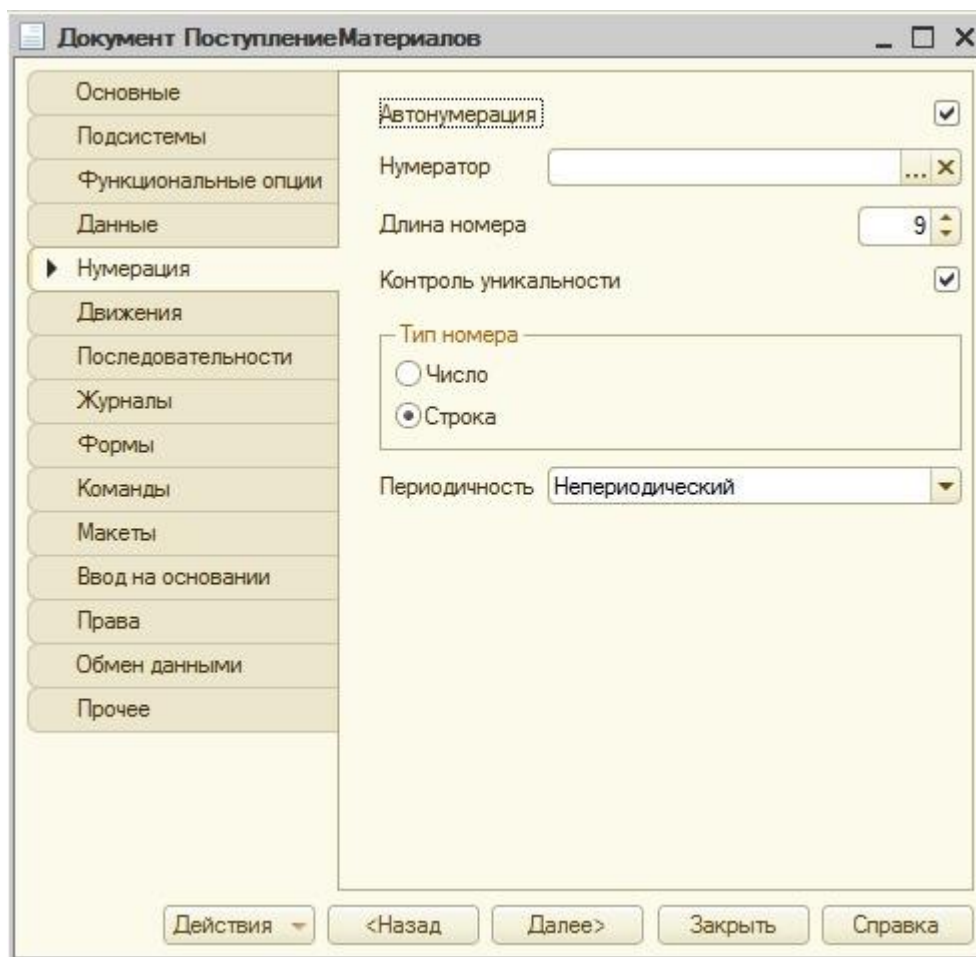 Документ ПоступлениеМатериалов
Основные
Подсистемы
Функциональные опции
Данные
Нумерация
Движения
Последовательности
Журналы
Формы
Команды
Макеты
Ввод на основании
Права
Обмен данными
Прочее
Автонумерация
Нумератор ...
Длина номера 9
Контроль уникальности
Тип номера
Число
Строка
Периодичность Непериодический
Действия <Назад Далее> Закрыть Справка